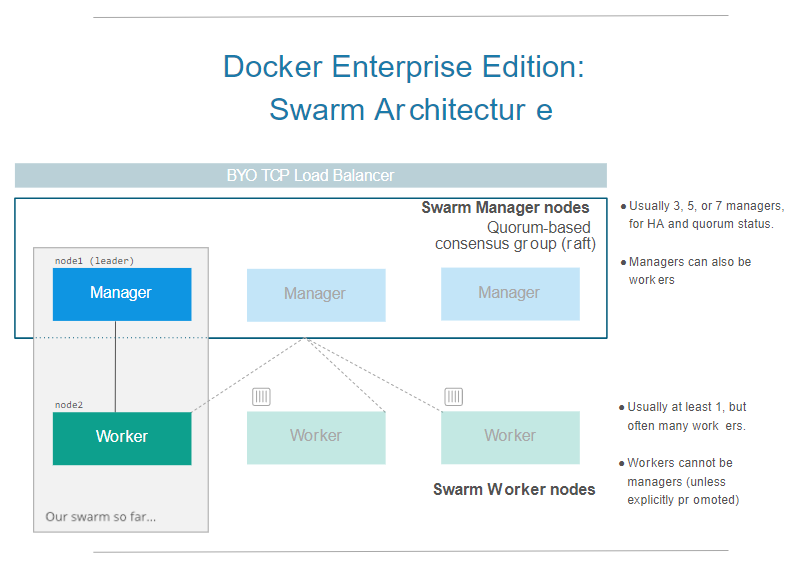 Docker Enterprise Edition:
Swarm Architectur e
BYO TCP Load Balancer
Swarm Manager nodes
Quorum-based
consensus group (raft)
node1 (leader)
Manager
Manager
Manager
● Usually 3, 5, or 7 managers,
for HA and quorum status.
● Managers can also be
workers
node2
Worker
Worker
Worker
Swarm Worker nodes
Our swarm so far...
● Usually at least 1, but
often many work ers.
● Workers cannot be
managers (unless
explicitly pr omoted)